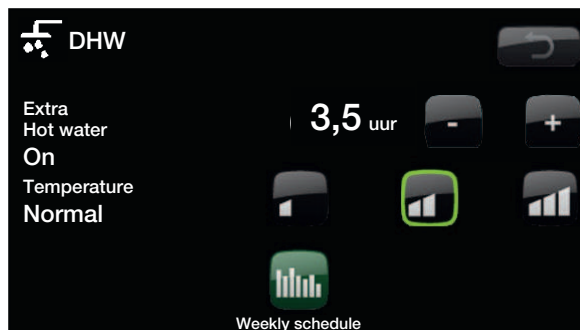 DHW
Extra
Hot water
3,5 uur
-
+
On
Temperature
Normal
Weekly schedule